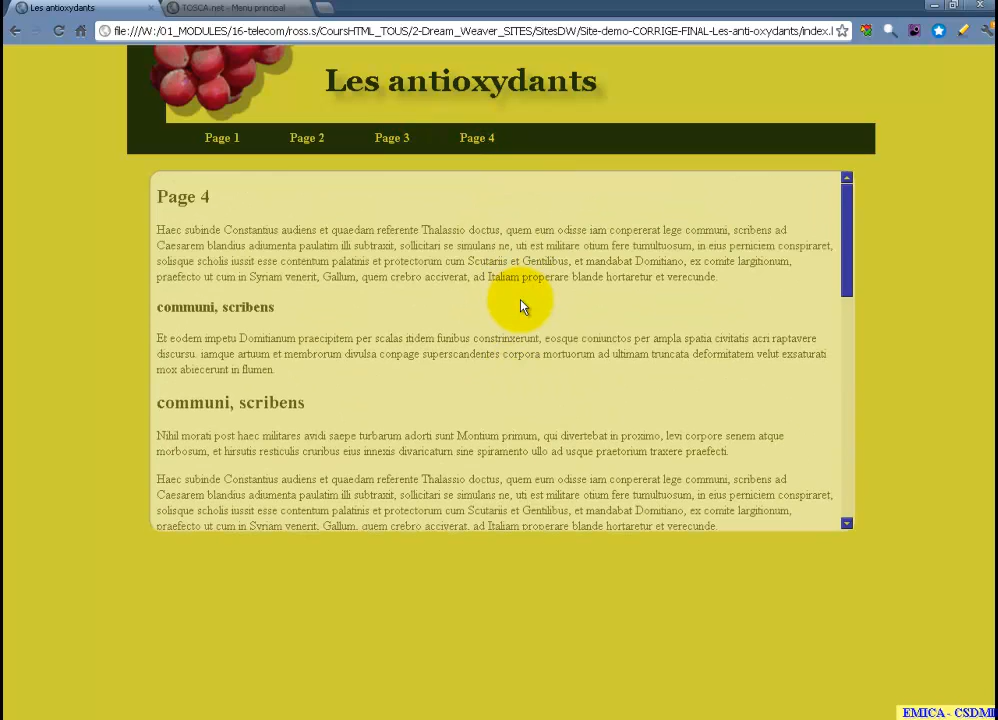 Les antioxydants
TOSCA.net - Menu principal
file:///W:/01_MODULES/16-telecom/ross.s/CoursHTML_TOUS/2-Dream_Weaver_SITES/SitesDW/Site-demo-CORRIGE-FINAL-Les-anti-oxydants/index.l
Les antioxydants
Page 1 Page 2 Page 3 Page 4
Page 4
Haec subinde Constantius audiens et quaedam referente Thalassio doctus, quem eum odisse iam conpererat lege communi, scribens ad
Caesarem blandius adiumenta paulatim illi subtraxit, sollicitari se simulans ne, uti est militare otium fere tumultuosum, in eius perniciem conspiraret,
solisque scholis iussit esse contentum palatinis et protectorum cum Scutariis et Gentilibus, et mandabat Domitiano, ex comite largitionum,
praefecto ut cum in Syriam venerit, Gallum, quem crebro acciverat, ad Italiam properare blande hortaretur et verecunde.
communi, scribens
Et eodem impetu Domitianum praecipitem per scalas itidem funibus constrinxerunt, eosque coniunctos per ampla spatia civitatis acri raptavere
discursu. iamque artuum et membrorum divulsa conpage superscandentes corpora mortuorum ad ultimam truncata deformitatem velut exsaturati
mox abiecerunt in flumen.
communi, scribens
Nihil morati post haec militares avidi saepe turbarum adorti sunt Montium primum, qui divertebat in proximo, levi corpore senem atque
morbosum, et hirsutis resticulis cruribus eius innexis divaricatum sine spiramento ullo ad usque praetorium traxere praefecti.
Haec subinde Constantius audiens et quaedam referente Thalassio doctus, quem eum odisse iam conpererat lege communi, scribens ad
Caesarem blandius adiumenta paulatim illi subtraxit, sollicitari se simulans ne, uti est militare otium fere tumultuosum, in eius perniciem conspiraret,
solisque scholis iussit esse contentum palatinis et protectorum cum Scutariis et Gentilibus, et mandabat Domitiano, ex comite largitionum,
praefecto ut cum in Syriam venerit, Gallum, quem crebro acciverat, ad Italiam properare blande hortaretur et verecunde.
EMICA - CSDM